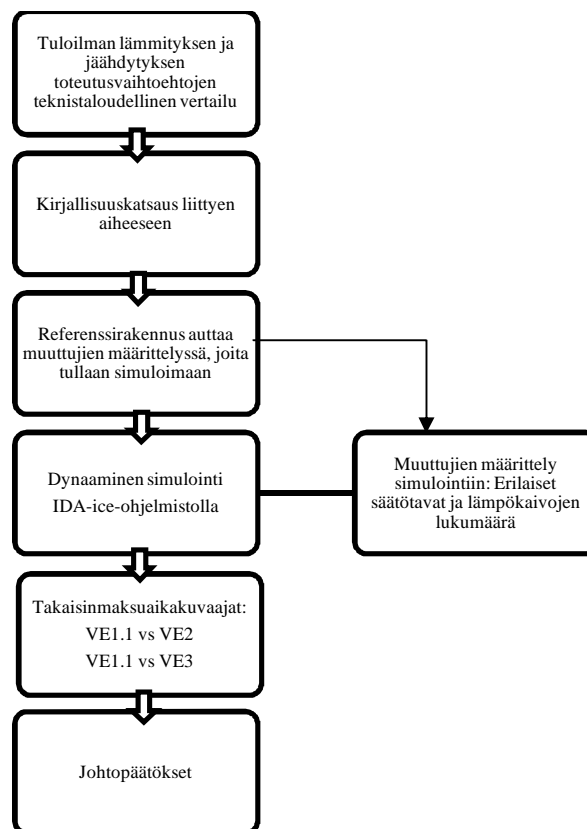 Tuloilman lämmityksen ja
jäähdytyksen
toteutusvaihtoehtojen
teknistaloudellinen vertailu
Kirjallisuuskatsaus liittyen
aiheeseen
Referenssirakennus auttaa
muuttujien määrittelyssä, joita
tullaan simuloimaan
Dynaaminen simulointi
IDA-ice-ohjelmistolla
Muuttujien määrittely
simulointiin: Erilaiset
säätötavat ja lämpökaivojen
lukumäärä
Takaisinmaksuaikakuvaajat:
VE1.1 vs VE2
VE1.1 vs VE3
Johtopäätökset